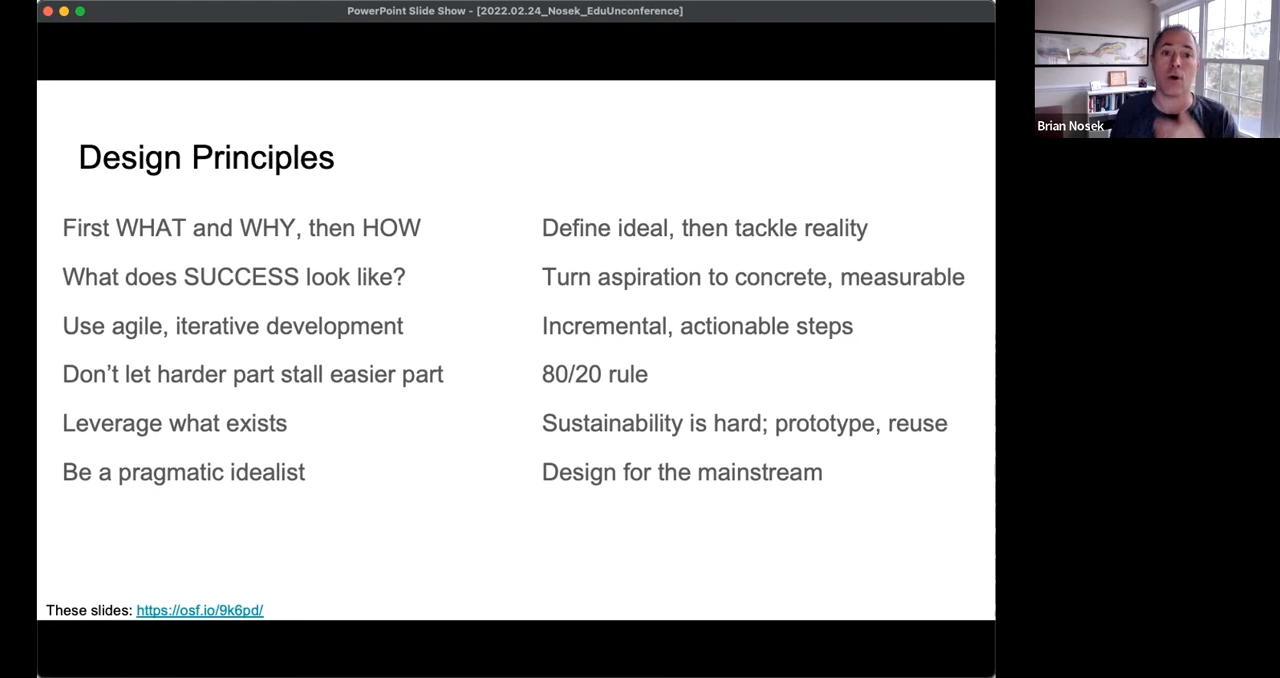 PowerPoint Slide Show - [2022.02.24_Nosek_EduUnconference]
Brian Nosek
Design Principles
First WHAT and WHY, then HOW
Define ideal, then tackle reality
What does SUCCESS look like?
Turn aspiration to concrete, measurable
Use agile, iterative development
Incremental, actionable steps
Don’t let harder part stall easier part
80/20 rule
Leverage what exists
Sustainability is hard; prototype, reuse
Be a pragmatic idealist
Design for the mainstream
These slides: https://osf.io/9k6pd/